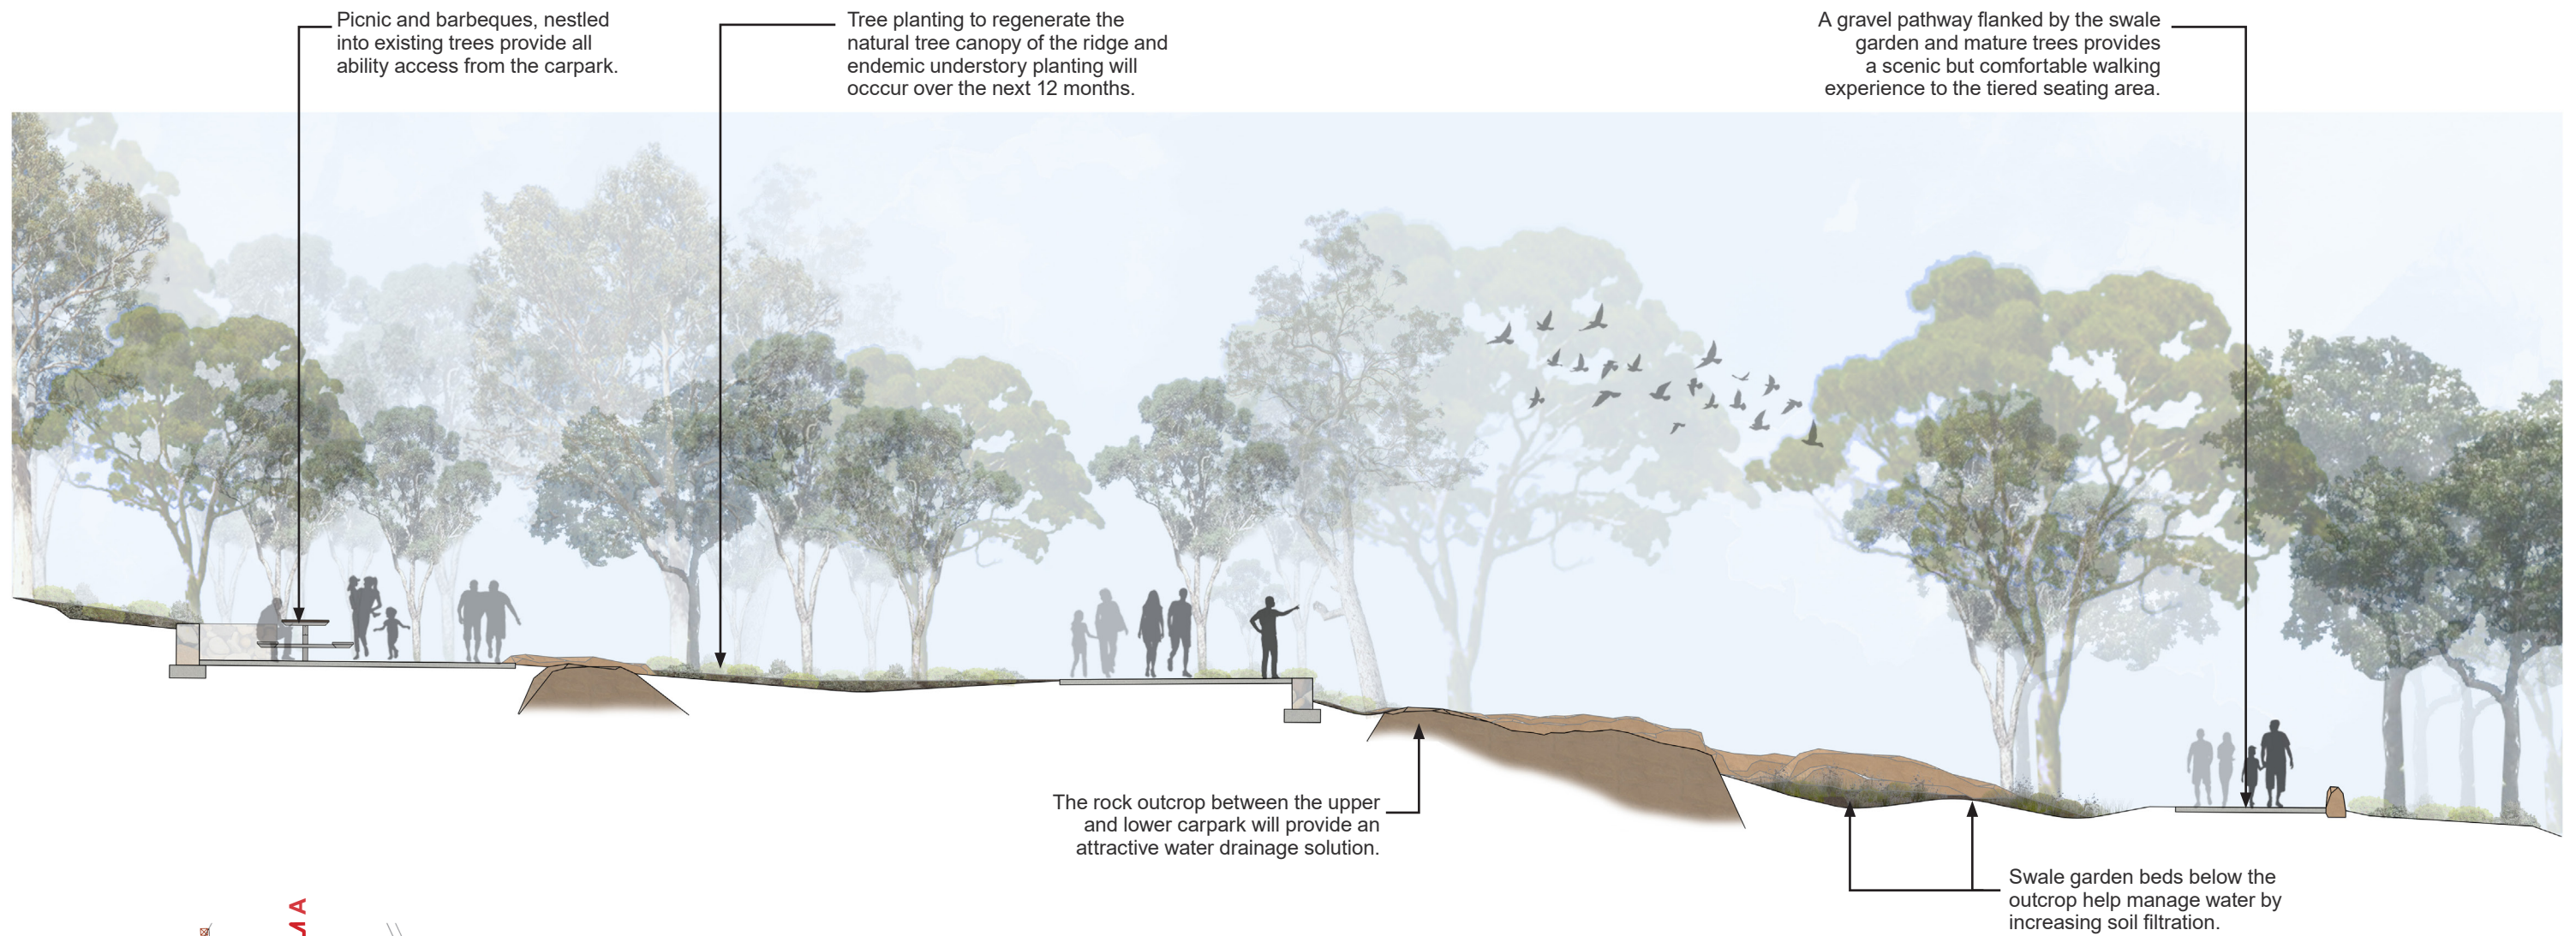 Picnic and barbeques, nestled
into existing trees provide all
ability access from the carpark.
Tree planting to regenerate the
natural tree canopy of the ridge and
endemic understory planting will
occcur over the next 12 months.
A gravel pathway flanked by the swale
garden and mature trees provides
a scenic but comfortable walking
experience to the tiered seating area.
The rock outcrop between the upper
and lower carpark will provide an
attractive water drainage solution.
Swale garden beds below the
outcrop help manage water by
increasing soil filtration.